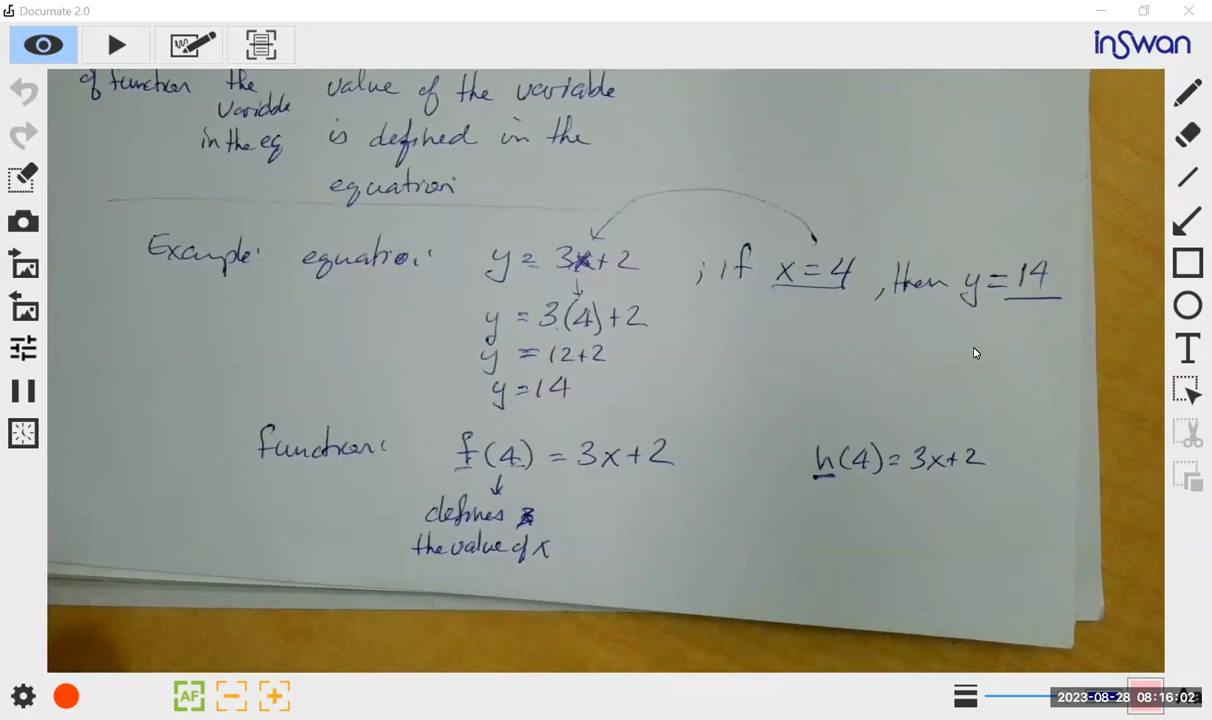 Documate 2.0
inSwan
of function the value of the variable
variable
in the eq is defined in the
equation
Example: equation: y = 3x+2 ; if x = 4 , then y = 14
y = 3(4)+2
y = 12+2
y = 14
function: f(4) = 3x+2 h(4) = 3x+2
defines
the value of x
AF
2023-08-28 08:16:02